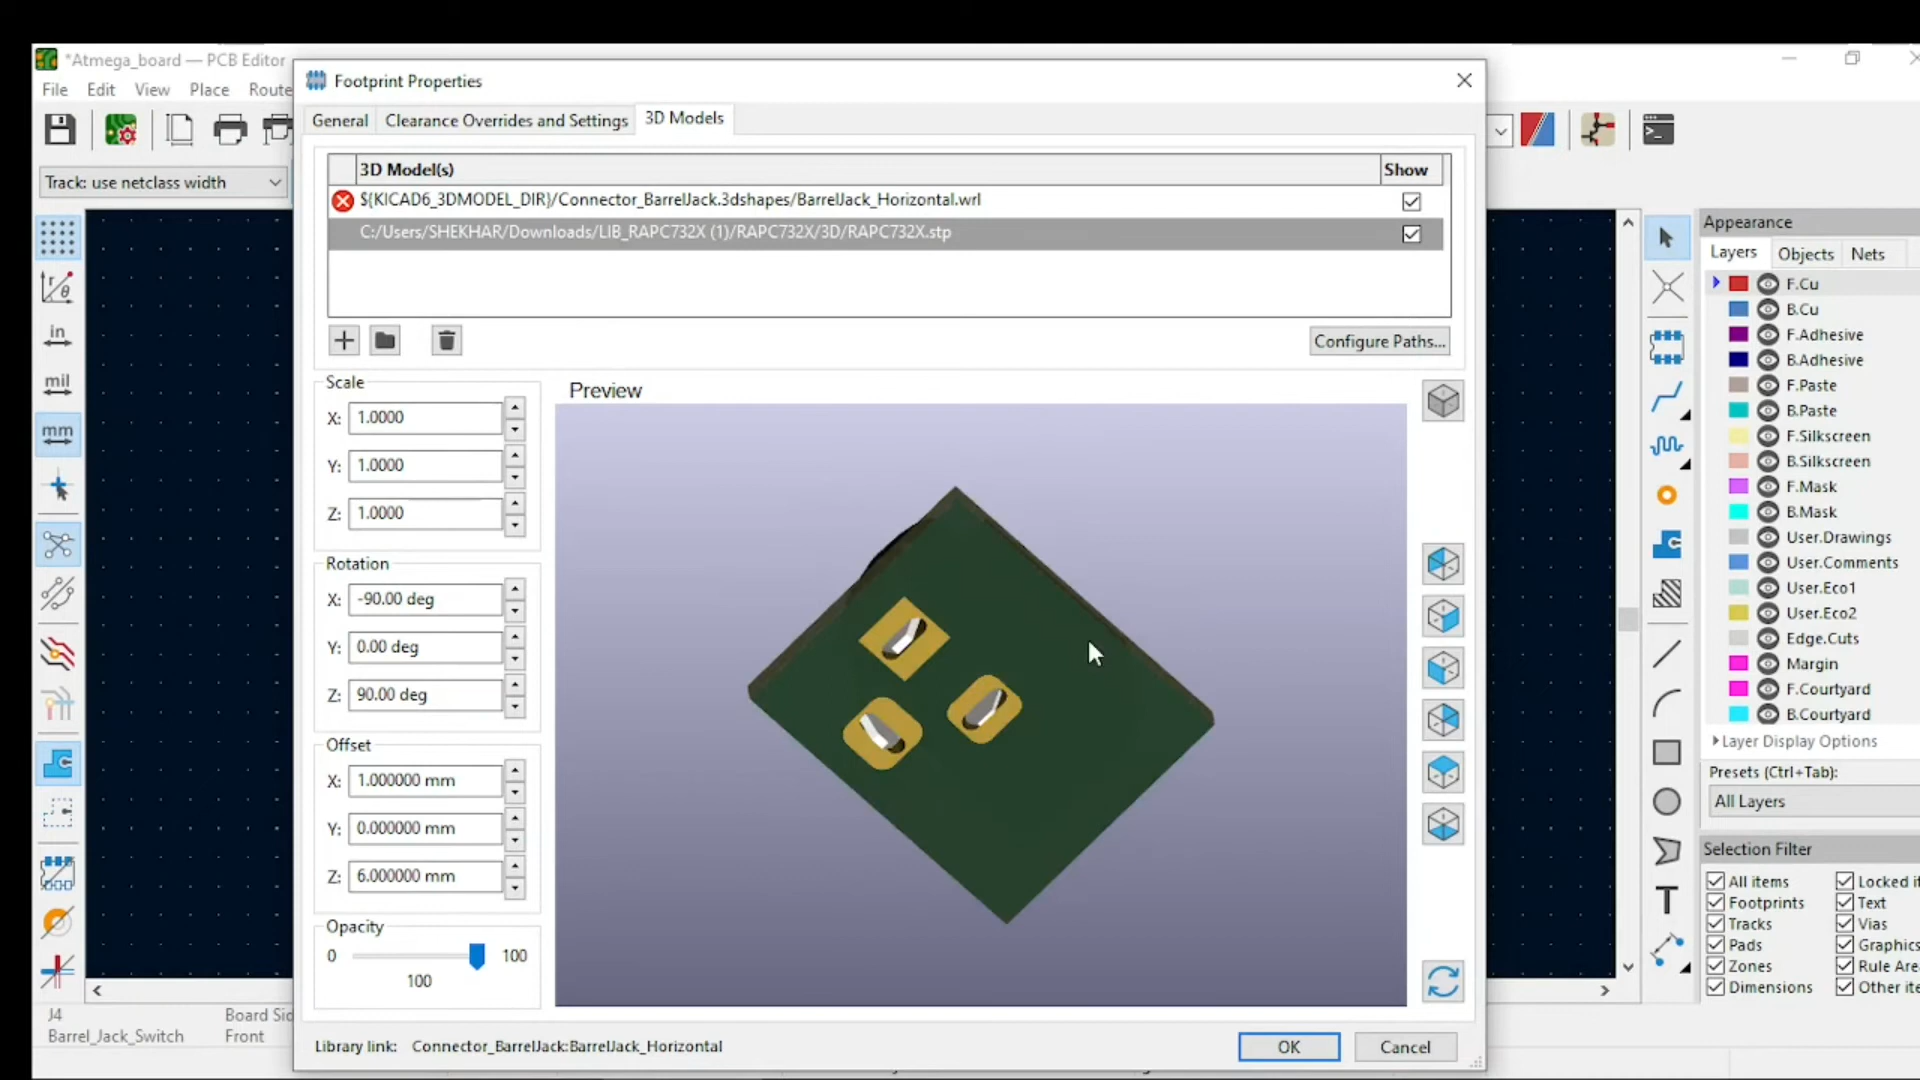 *Atmega_board — PCB Editor
File Edit View Place Route
Track: use netclass width
in
mil
mm
Footprint Properties
General Clearance Overrides and Settings 3D Models
3D Model(s) Show
${KICAD6_3DMODEL_DIR}/Connector_BarrelJack.3dshapes/BarrelJack_Horizontal.wrl
C:/Users/SHEKHAR/Downloads/LIB_RAPC732X (1)/RAPC732X/3D/RAPC732X.stp
Configure Paths...
Scale
X: 1.0000
Y: 1.0000
Z: 1.0000
Rotation
X: -90.00 deg
Y: 0.00 deg
Z: 90.00 deg
Offset
X: 1.000000 mm
Y: 0.000000 mm
Z: 6.000000 mm
Opacity
0 100
100
Preview
Library link: Connector_BarrelJack:BarrelJack_Horizontal
OK Cancel
J4
Barrel_Jack_Switch
Board Sid
Front
Appearance
Layers Objects Nets
F.Cu
B.Cu
F.Adhesive
B.Adhesive
F.Paste
B.Paste
F.Silkscreen
B.Silkscreen
F.Mask
B.Mask
User.Drawings
User.Comments
User.Eco1
User.Eco2
Edge.Cuts
Margin
F.Courtyard
B.Courtyard
Layer Display Options
Presets (Ctrl+Tab):
All Layers
Selection Filter
All items Locked it
Footprints Text
Tracks Vias
Pads Graphics
Zones Rule Are
Dimensions Other ite